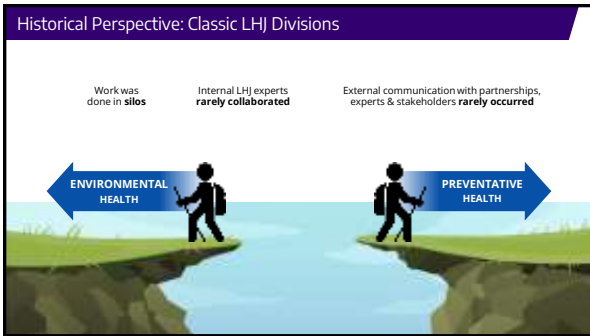 Historical Perspective: Classic LHJ Divisions
Work was
done in silos
Internal LHJ experts
rarely collaborated
External communication with partnerships,
experts & stakeholders rarely occurred
ENVIRONMENTAL
HEALTH
PREVENTATIVE
HEALTH